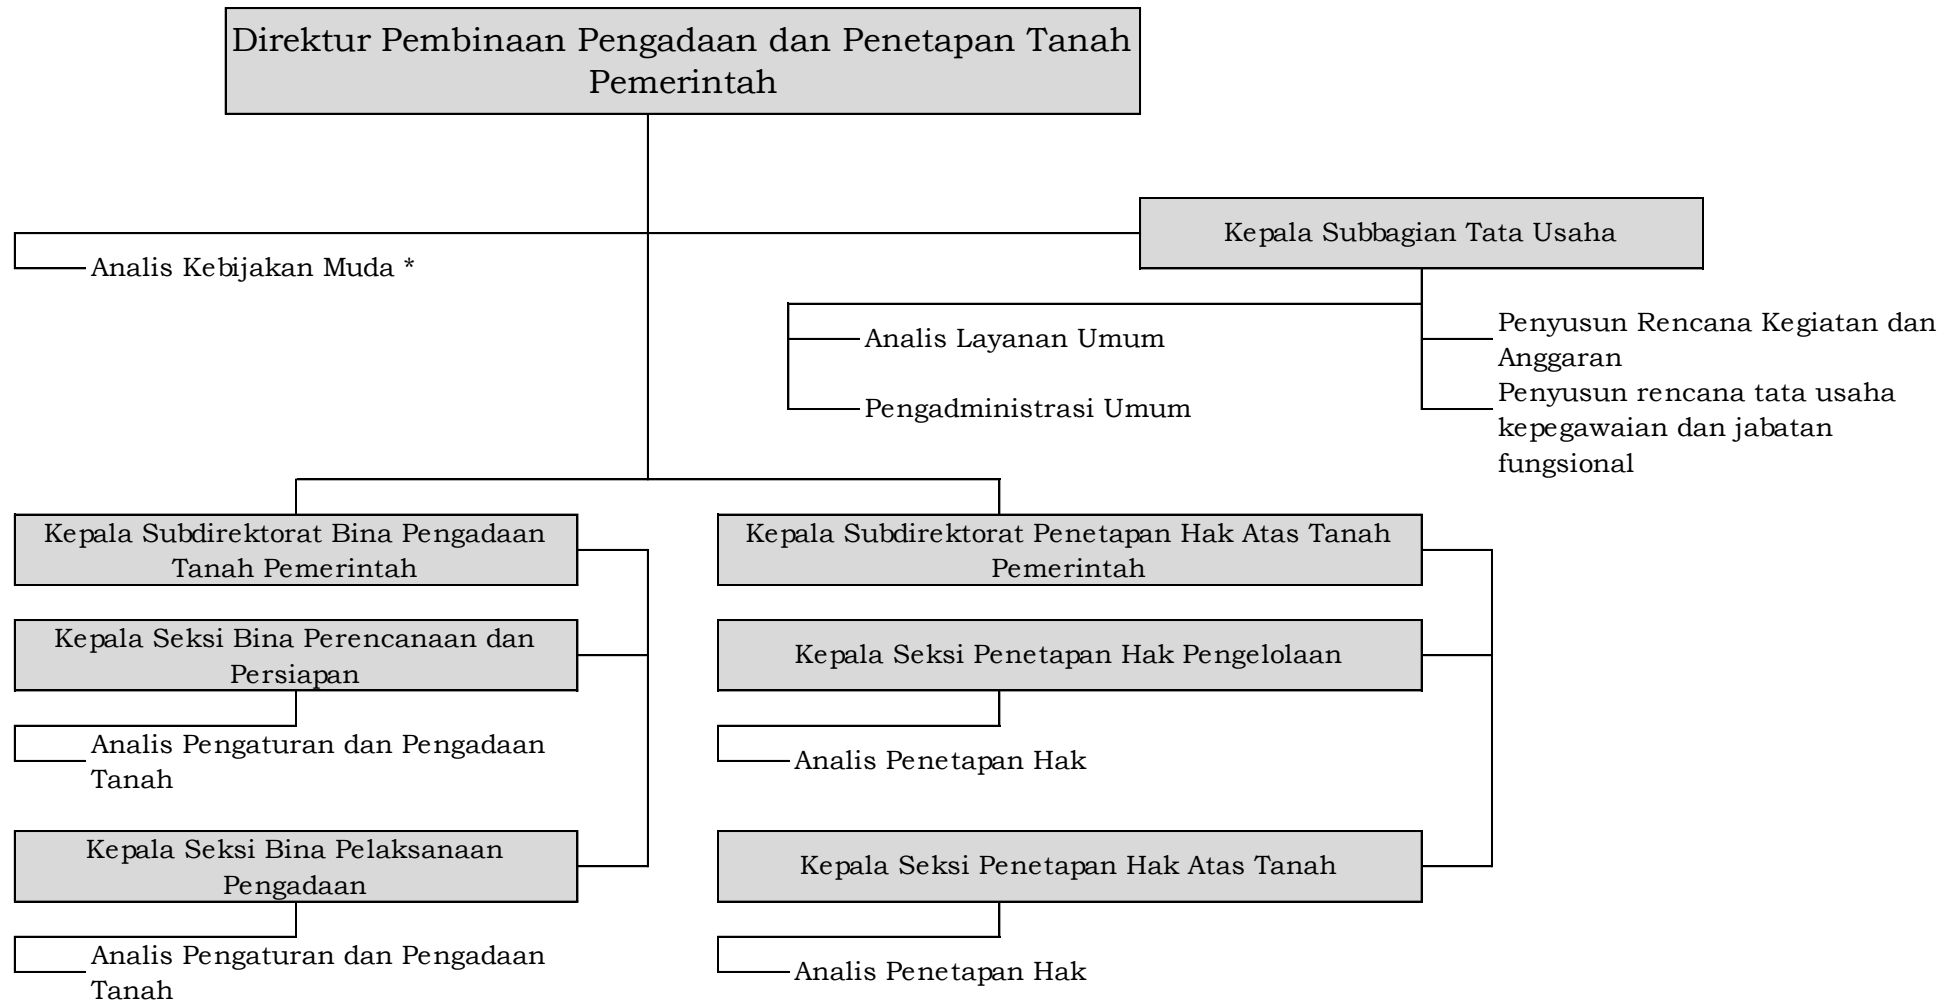 Direktur Pembinaan Pengadaan dan Penetapan Tanah
Pemerintah
Kepala Subbagian Tata Usaha
Analis Kebijakan Muda *
Analis Layanan Umum
Pengadministrasi Umum
Penyusun Rencana Kegiatan dan
Anggaran
Penyusun rencana tata usaha
kepegawaian dan jabatan
fungsional
Kepala Subdirektorat Bina Pengadaan
Tanah Pemerintah
Kepala Subdirektorat Penetapan Hak Atas Tanah
Pemerintah
Kepala Seksi Bina Perencanaan dan
Persiapan
Kepala Seksi Penetapan Hak Pengelolaan
Analis Pengaturan dan Pengadaan
Tanah
Analis Penetapan Hak
Kepala Seksi Bina Pelaksanaan
Pengadaan
Kepala Seksi Penetapan Hak Atas Tanah
Analis Pengaturan dan Pengadaan
Tanah
Analis Penetapan Hak